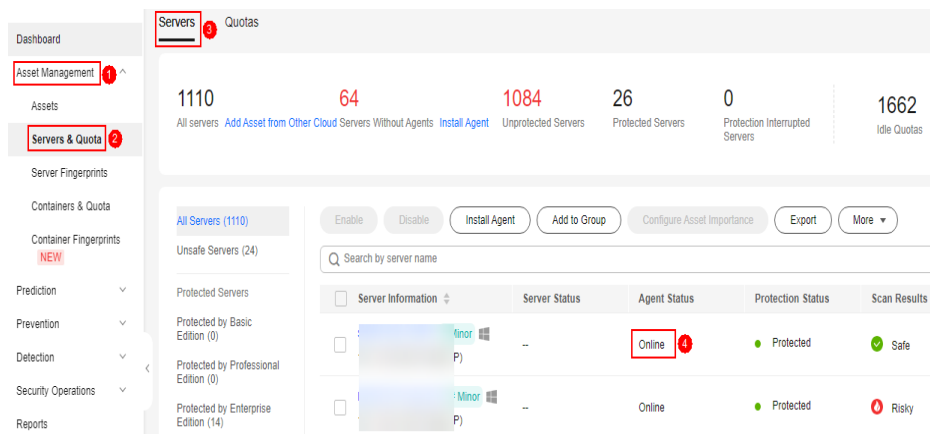 Servers 3 Quotas
Dashboard
Asset Management 1
Assets
Servers & Quota 2
Server Fingerprints
Containers & Quota
Container Fingerprints
NEW
Prediction
Prevention
Detection
Security Operations
Reports
1110 64 1084 26 0 1662
All servers Add Asset from Other Cloud Servers Without Agents Install Agent Unprotected Servers Protected Servers Protection Interrupted Servers Idle Quotas
All Servers (1110)
Unsafe Servers (24)
Protected Servers
Protected by Basic
Edition (0)
Protected by Professional
Edition (0)
Protected by Enterprise
Edition (14)
Enable Disable Install Agent Add to Group Configure Asset Importance Export More
Search by server name
Server Information Server Status Agent Status Protection Status Scan Results
Minor -- Online 4 Protected Safe
P)
Minor -- Online Protected Risky
P)